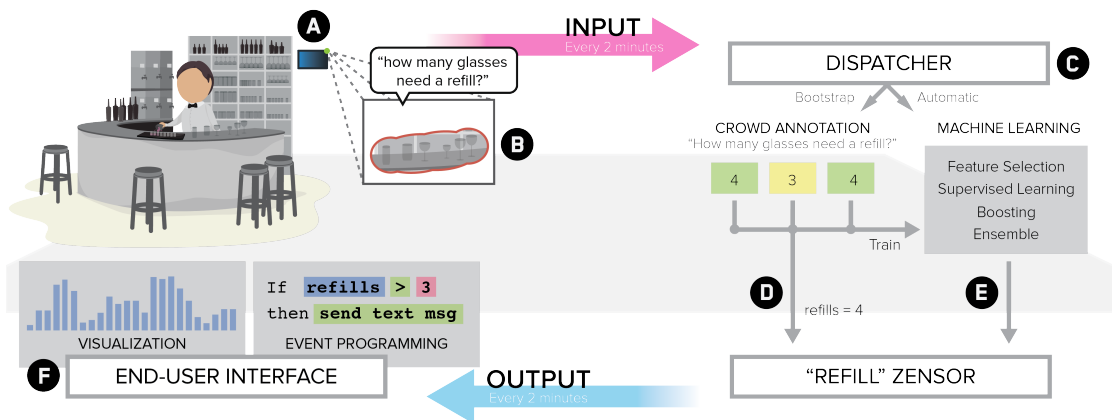 A
INPUT
Every 2 minutes
"how many glasses
need a refill?"
B
DISPATCHER
C
Bootstrap
Automatic
CROWD ANNOTATION
"How many glasses need a refill?"
4
3
4
Train
MACHINE LEARNING
Feature Selection
Supervised Learning
Boosting
Ensemble
D
refills = 4
E
"REFILL" ZENSOR
OUTPUT
Every 2 minutes
VISUALIZATION
If refills > 3
then send text msg
EVENT PROGRAMMING
F
END-USER INTERFACE